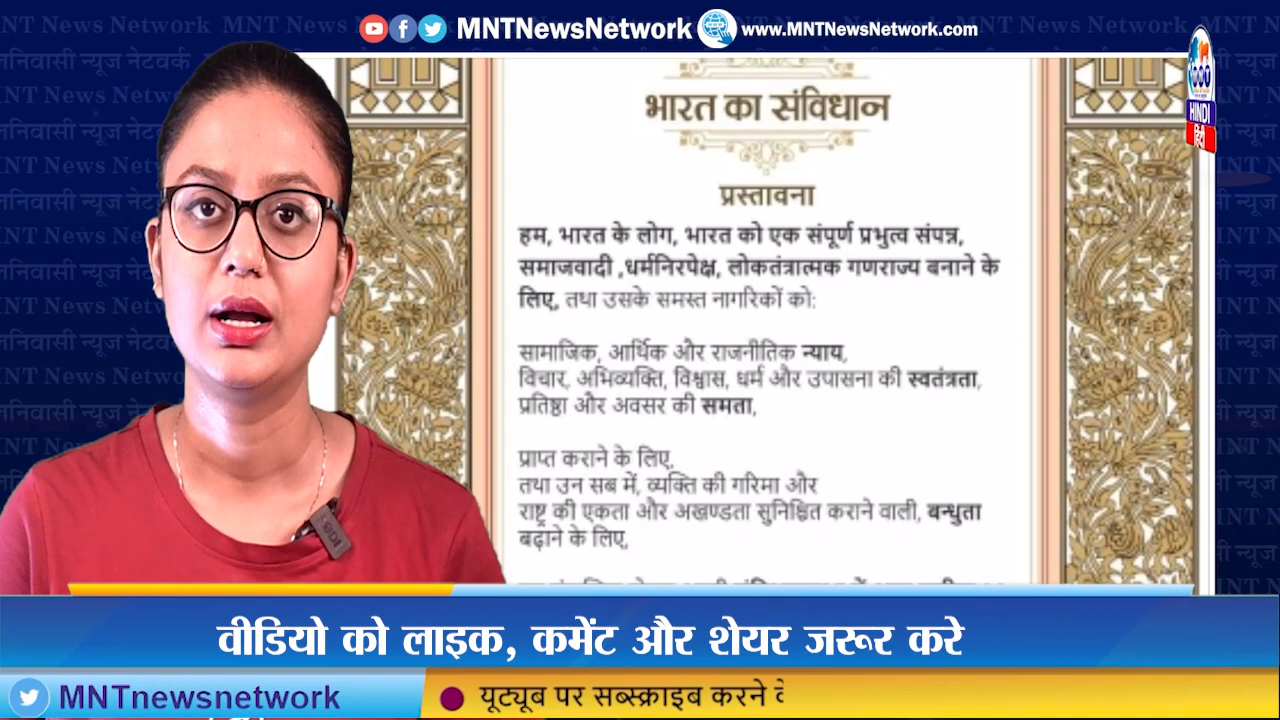 MNTNewsNetwork www.MNTNewsNetwork.com
HINDI
हिंदी
भारत का संविधान
प्रस्तावना
हम, भारत के लोग, भारत को एक संपूर्ण प्रभुत्व संपन्न,
समाजवादी ,धर्मनिरपेक्ष, लोकतंत्रात्मक गणराज्य बनाने के
लिए, तथा उसके समस्त नागरिकों को:
सामाजिक, आर्थिक और राजनीतिक न्याय,
विचार, अभिव्यक्ति, विश्वास, धर्म और उपासना की स्वतंत्रता,
प्रतिष्ठा और अवसर की समता,
प्राप्त कराने के लिए,
तथा उन सब में, व्यक्ति की गरिमा और
राष्ट्र की एकता और अखण्डता सुनिश्चित कराने वाली, बन्धुता
बढ़ाने के लिए,
वीडियो को लाइक, कमेंट और शेयर जरूर करे
MNTnewsnetwork
यूट्यूब पर सब्स्क्राइब करने